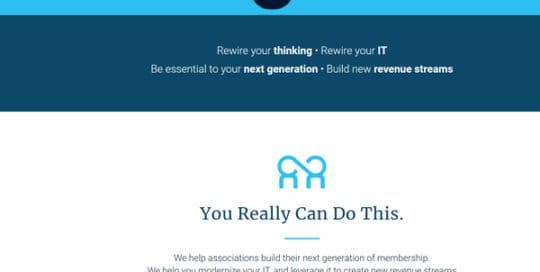 Rewire your thinking • Rewire your IT
Be essential to your next generation • Build new revenue streams
You Really Can Do This.
We help associations build their next generation of membership.
We help you modernize your IT, and leverage it to create new revenue streams